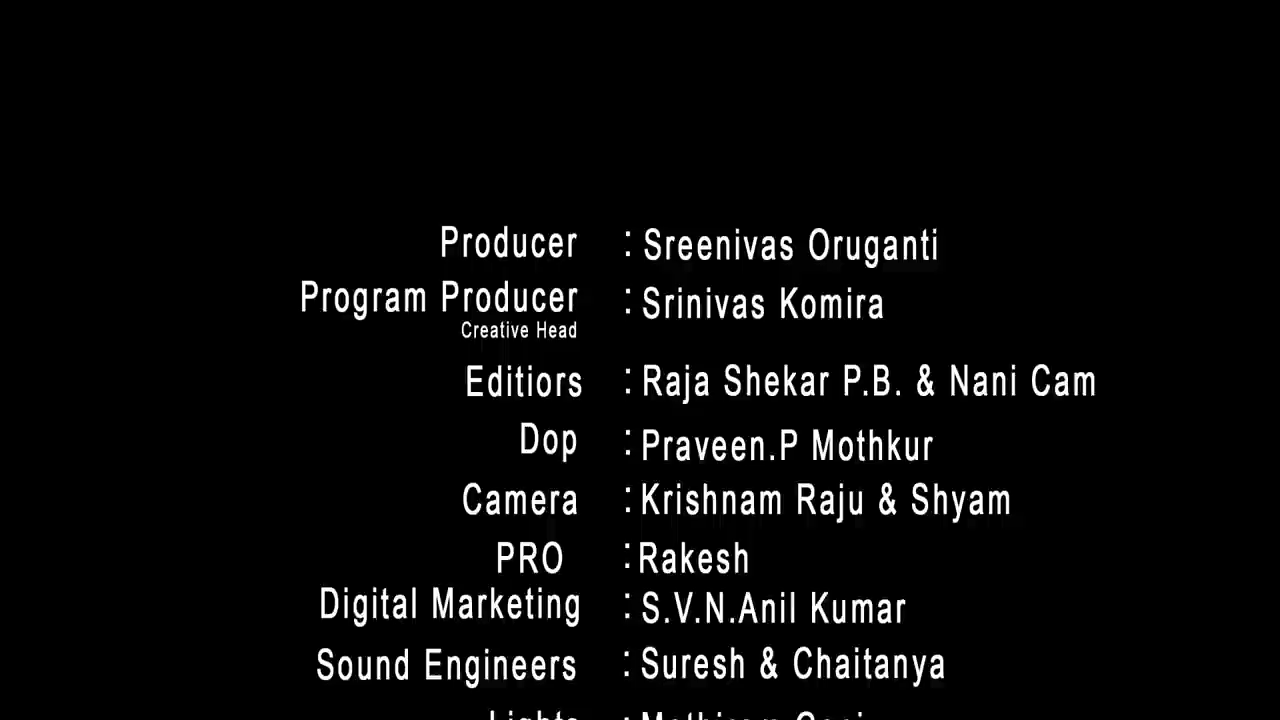 Producer : Sreenivas Oruganti
Program Producer : Srinivas Komira
Creative Head
Editiors : Raja Shekar P.B. & Nani Cam
Dop : Praveen.P Mothkur
Camera : Krishnam Raju & Shyam
PRO : Rakesh
Digital Marketing : S.V.N.Anil Kumar
Sound Engineers : Suresh & Chaitanya
Lights :